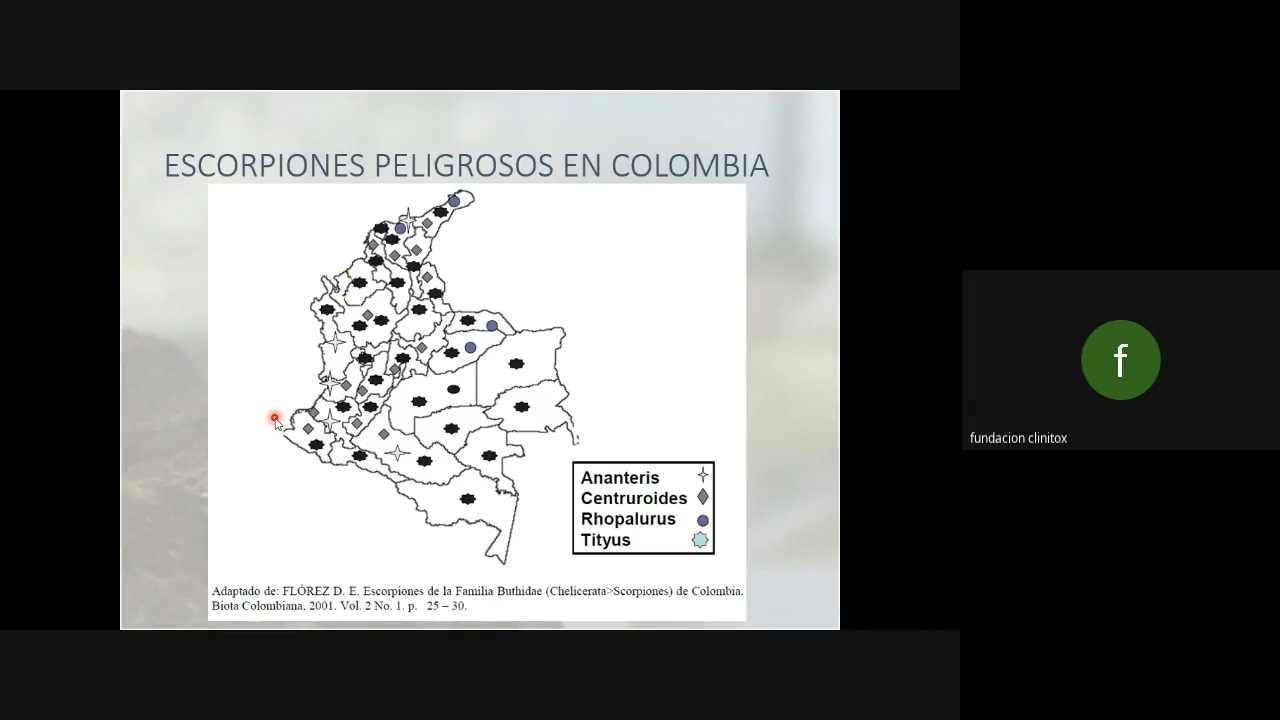 ESCORPIONES PELIGROSOS EN COLOMBIA
Ananteris
Centruroides
Rhopalurus
Tityus
Adaptado de: FLÓREZ D. E. Escorpiones de la Familia Buthidae (Chelicerata>Scorpiones) de Colombia.
Biota Colombiana, 2001. Vol. 2 No. 1. p. 25 – 30.
f
fundacion clinitox